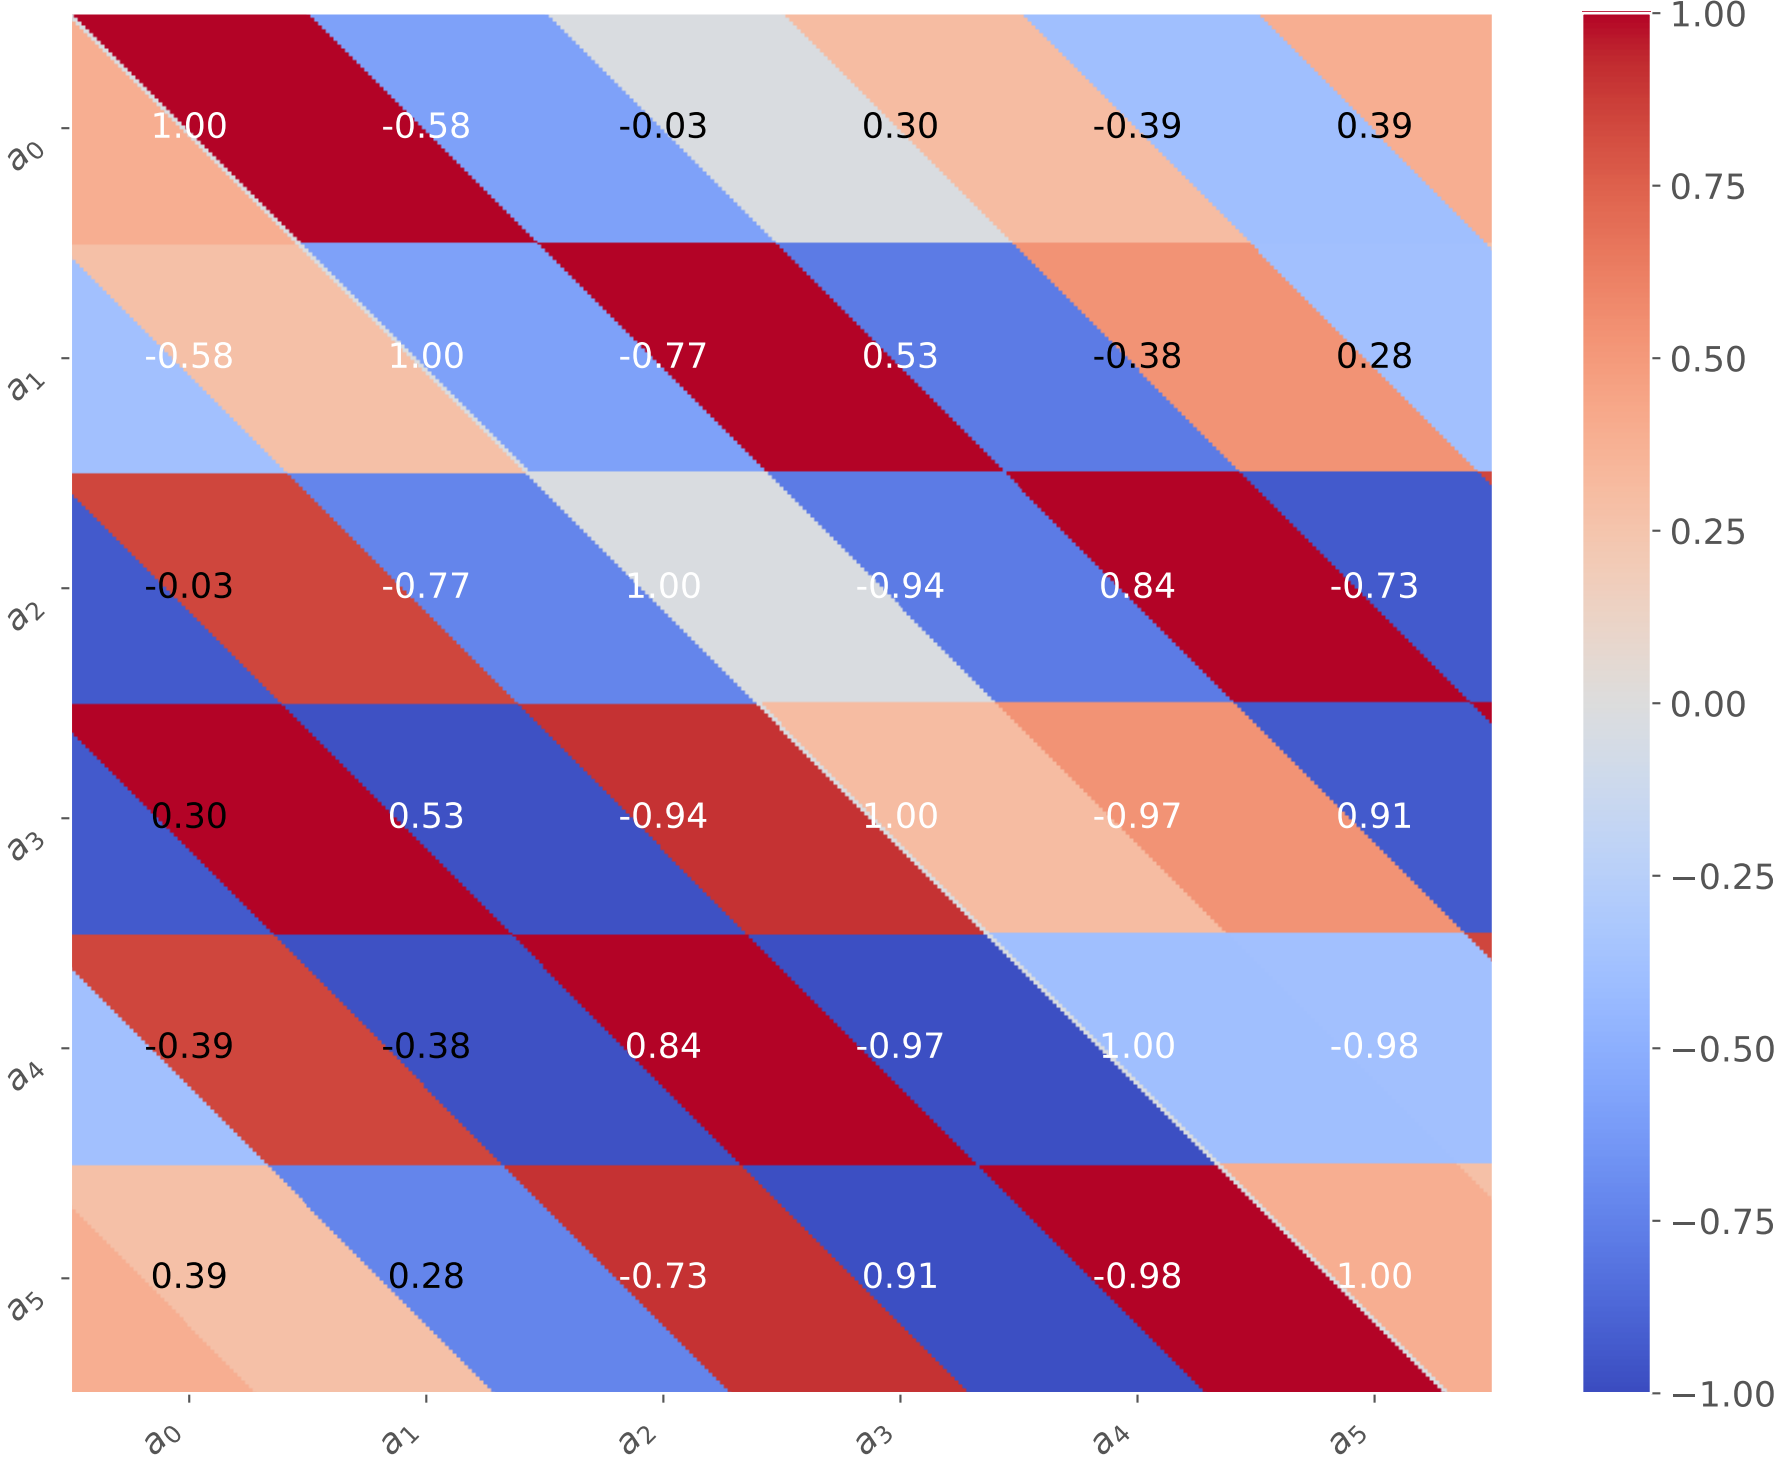 1.00 -0.58 -0.03 0.30 -0.39 0.39
-0.58 1.00 -0.77 0.53 -0.38 0.28
-0.03 -0.77 1.00 -0.94 0.84 -0.73
0.30 0.53 -0.94 1.00 -0.97 0.91
-0.39 -0.38 0.84 -0.97 1.00 -0.98
0.39 0.28 -0.73 0.91 -0.98 1.00
a₀
a₁
a₂
a₃
a₄
a₅
a₀ a₁ a₂ a₃ a₄ a₅
1.00
0.75
0.50
0.25
0.00
−0.25
−0.50
−0.75
−1.00